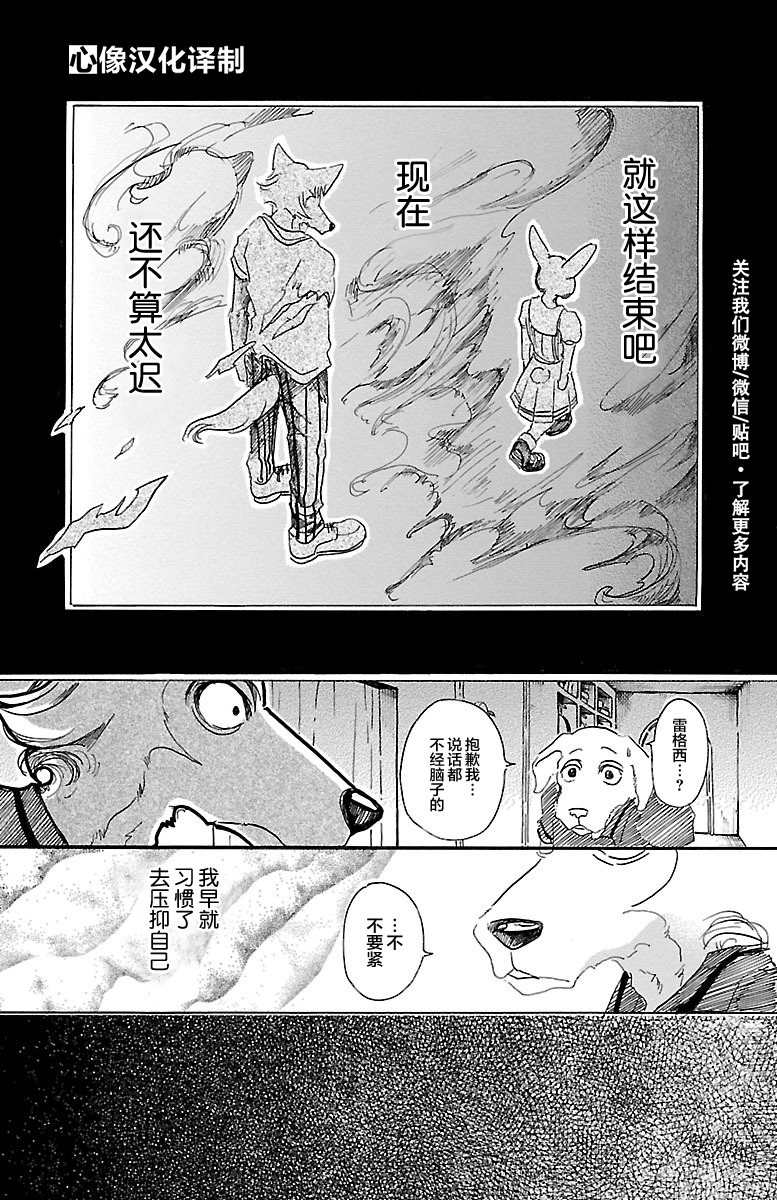 心像汉化译制
就这样结束吧
现在
还不算太迟
关注我们微博/微信/贴吧·了解更多内容
雷格西…?
抱歉我…
说话都
不经脑子的
…不
不要紧
我早就
习惯了
去压抑自己